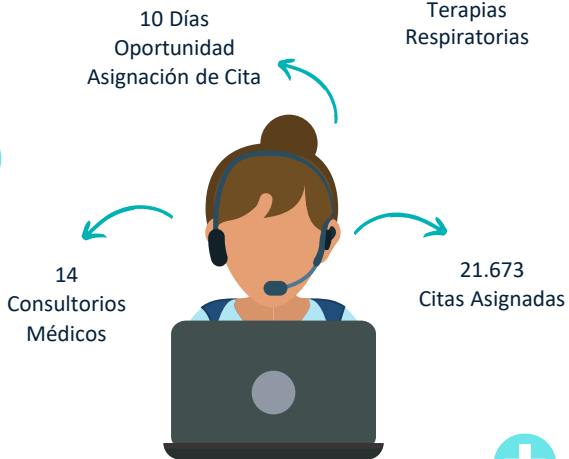 10 Días
Oportunidad
Asignación de Cita
Terapias
Respiratorias
14
Consultorios
Médicos
21.673
Citas Asignadas